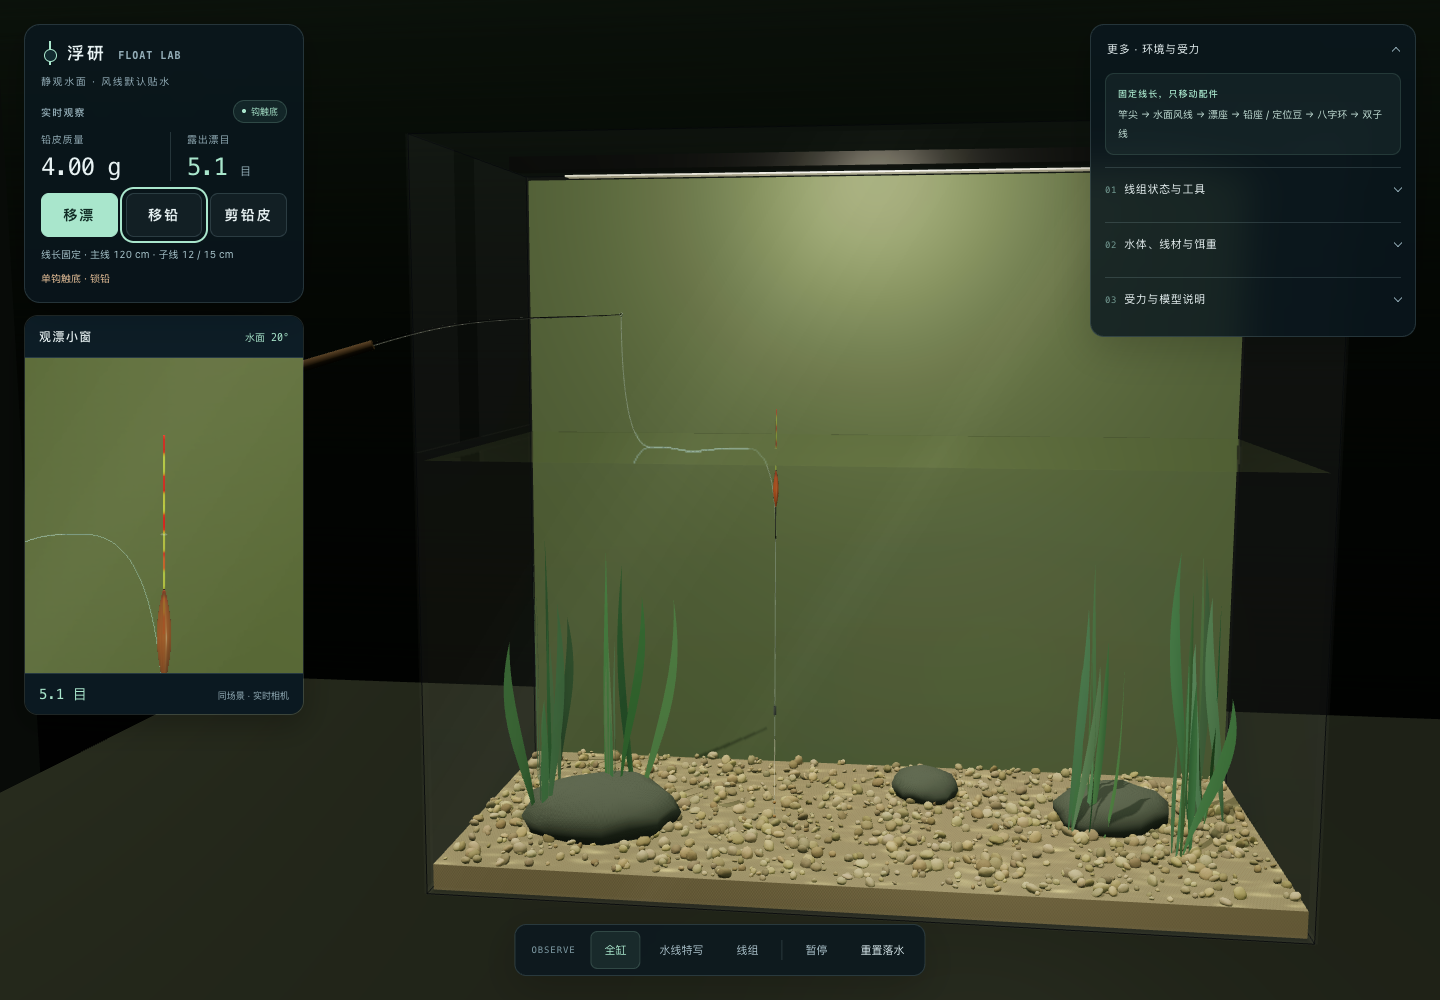 浮研 FLOAT LAB
静观水面 · 风线默认贴水
实时观察
钩触底
铅皮质量
露出漂目
4.00 g
5.1 目
移漂
移铅
剪铅皮
线长固定 · 主线 120 cm · 子线 12 / 15 cm
单钩触底 · 锁铅
观漂小窗
水面 20°
5.1 目
同场景 · 实时相机
更多 · 环境与受力
固定线长，只移动配件
竿尖 → 水面风线 → 漂座 → 铅座 / 定位豆 → 八字环 → 双子
线
01 线组状态与工具
02 水体、线材与饵重
03 受力与模型说明
OBSERVE 全缸 水线特写 线组 暂停 重置落水